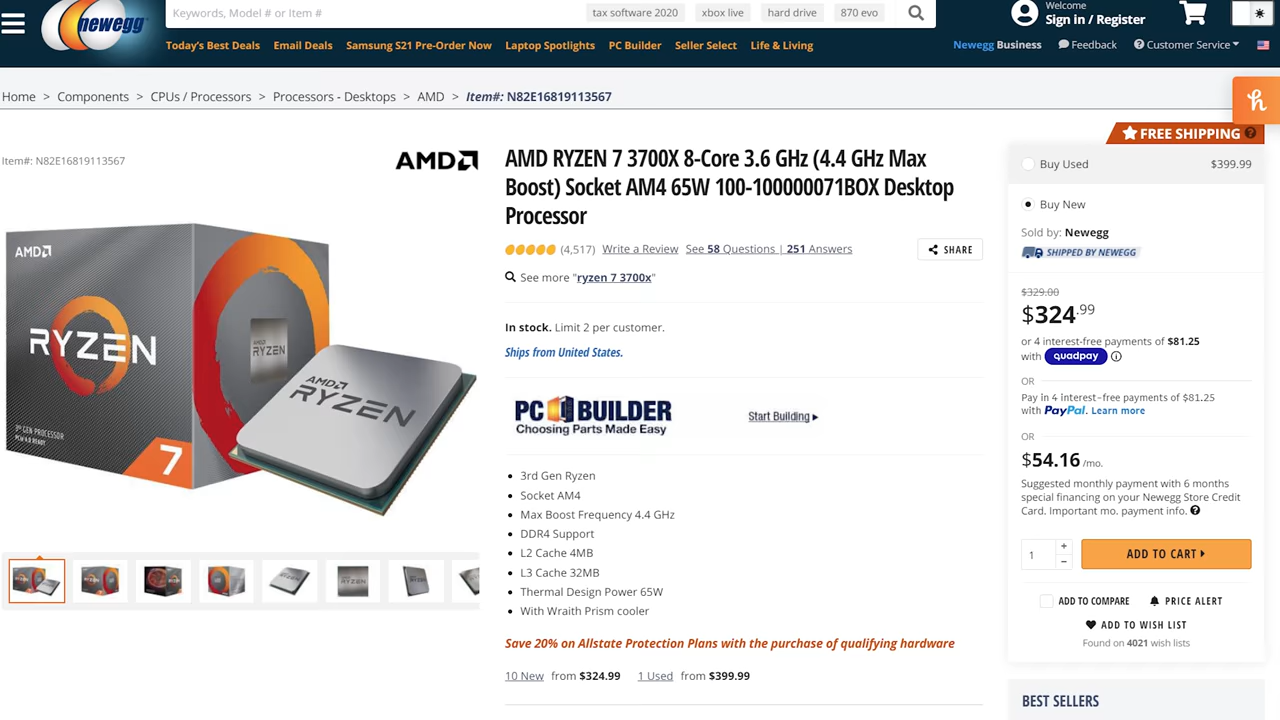 newegg
Keywords, Model # or Item #
tax software 2020
xbox live
hard drive
870 evo
Welcome
Sign in / Register
Today's Best Deals
Email Deals
Samsung S21 Pre-Order Now
Laptop Spotlights
PC Builder
Seller Select
Life & Living
Newegg Business
Feedback
Customer Service
Home > Components > CPUs / Processors > Processors - Desktops > AMD > Item#: N82E16819113567
h
Item#: N82E16819113567
AMD
AMD
RYZEN
3rd GEN PROCESSOR
PCIe 4.0 READY
7
AMD
RYZEN
AMD
RYZEN
AMD RYZEN 7 3700X 8-Core 3.6 GHz (4.4 GHz Max
Boost) Socket AM4 65W 100-100000071BOX Desktop
Processor
(4,517) Write a Review See 58 Questions | 251 Answers
SHARE
See more "ryzen 7 3700x"
In stock. Limit 2 per customer.
Ships from United States.
PC BUILDER
Choosing Parts Made Easy
Start Building
3rd Gen Ryzen
Socket AM4
Max Boost Frequency 4.4 GHz
DDR4 Support
L2 Cache 4MB
L3 Cache 32MB
Thermal Design Power 65W
With Wraith Prism cooler
Save 20% on Allstate Protection Plans with the purchase of qualifying hardware
10 New from $324.99 1 Used from $399.99
FREE SHIPPING ?
Buy Used $399.99
Buy New
Sold by: Newegg
SHIPPED BY NEWEGG
$329.00
$324.99
or 4 interest-free payments of $81.25
with quadpay
OR
Pay in 4 interest-free payments of $81.25
with PayPal. Learn more
OR
$54.16 /mo.
Suggested monthly payment with 6 months
special financing on your Newegg Store Credit
Card. Important mo. payment info. ?
1
+
−
ADD TO CART
ADD TO COMPARE
PRICE ALERT
ADD TO WISH LIST
Found on 4021 wish lists
BEST SELLERS